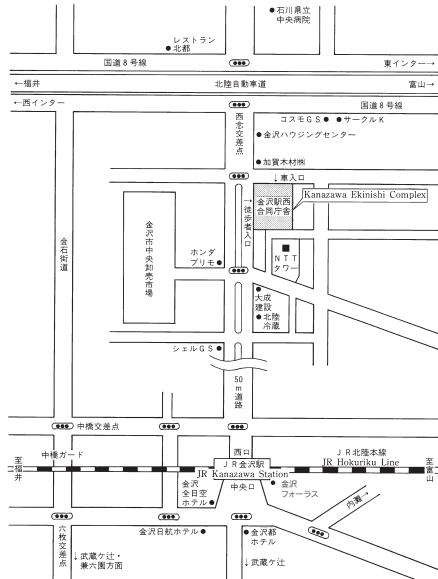 石川県立
中央病院
レストラン
北都
国道8号線
東インター→
←福井
北陸自動車道
富山→
←西インター
国道8号線
西念交差点
コスモGS
サークルK
金沢ハウジングセンター
加賀木材㈱
↓車入口
金沢駅西
合同庁舎
Kanazawa Ekinishi Complex
→徒歩者入口
金沢市中央卸売市場
金石街道
ホンダ
プリモ
NTT
タワー
大成
建設
北陸
冷蔵
シェルGS
50m道路
中橋交差点
中橋ガード
西口
JR北陸本線
JR Hokuriku Line
至福井
JR金沢駅
JR Kanazawa Station
至富山
中央口
金沢
全日空
ホテル
金沢
フォーラス
内灘→
六枚交差点
金沢日航ホテル
金沢都
ホテル
↓武蔵ケ辻・
兼六園方面
↓武蔵ケ辻